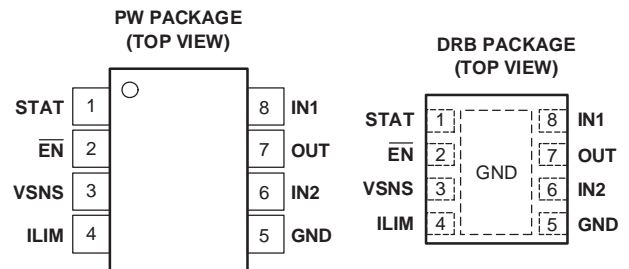 PW PACKAGE
(TOP VIEW)
STAT 1 8 IN1
EN 2 7 OUT
VSNS 3 6 IN2
ILIM 4 5 GND
DRB PACKAGE
(TOP VIEW)
STAT 1 8 IN1
EN 2 7 OUT
GND
VSNS 3 6 IN2
ILIM 4 5 GND